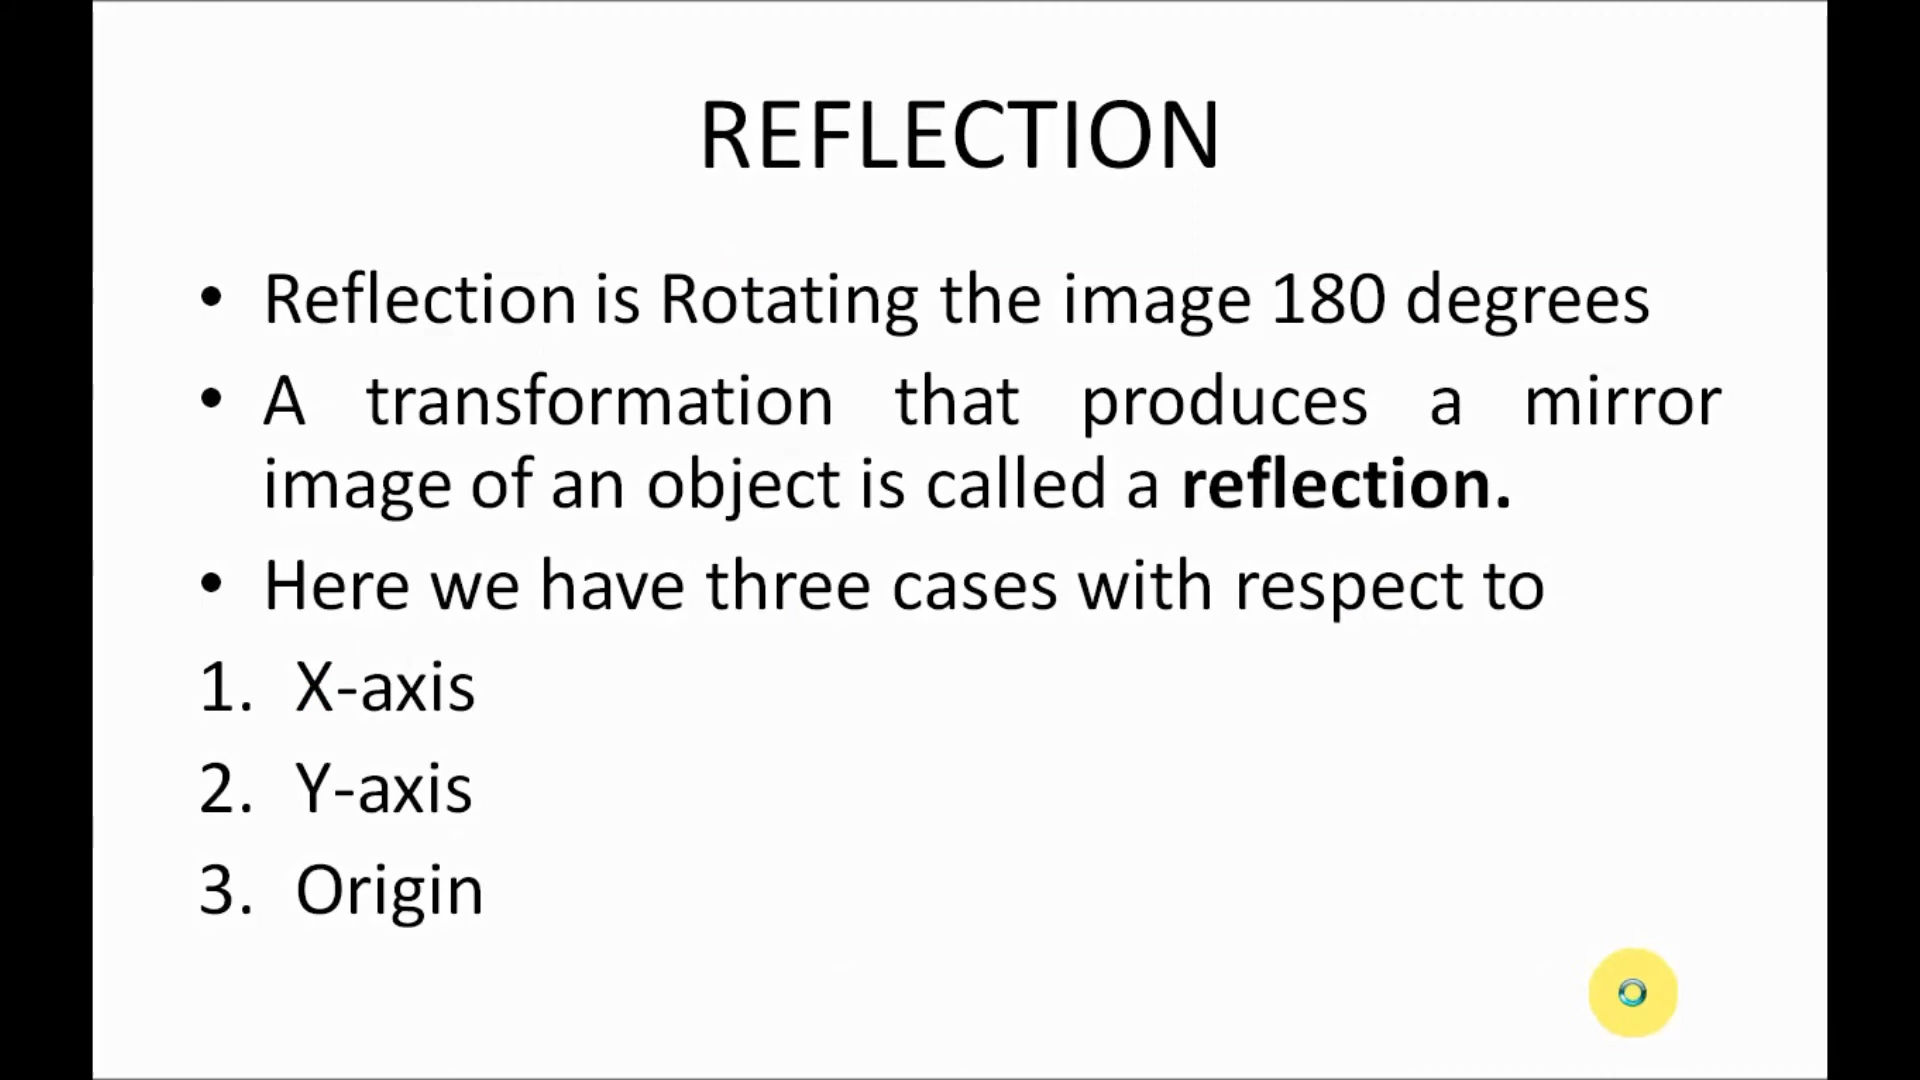 REFLECTION
• Reflection is Rotating the image 180 degrees
• A transformation that produces a mirror
image of an object is called a reflection.
• Here we have three cases with respect to
1. X-axis
2. Y-axis
3. Origin